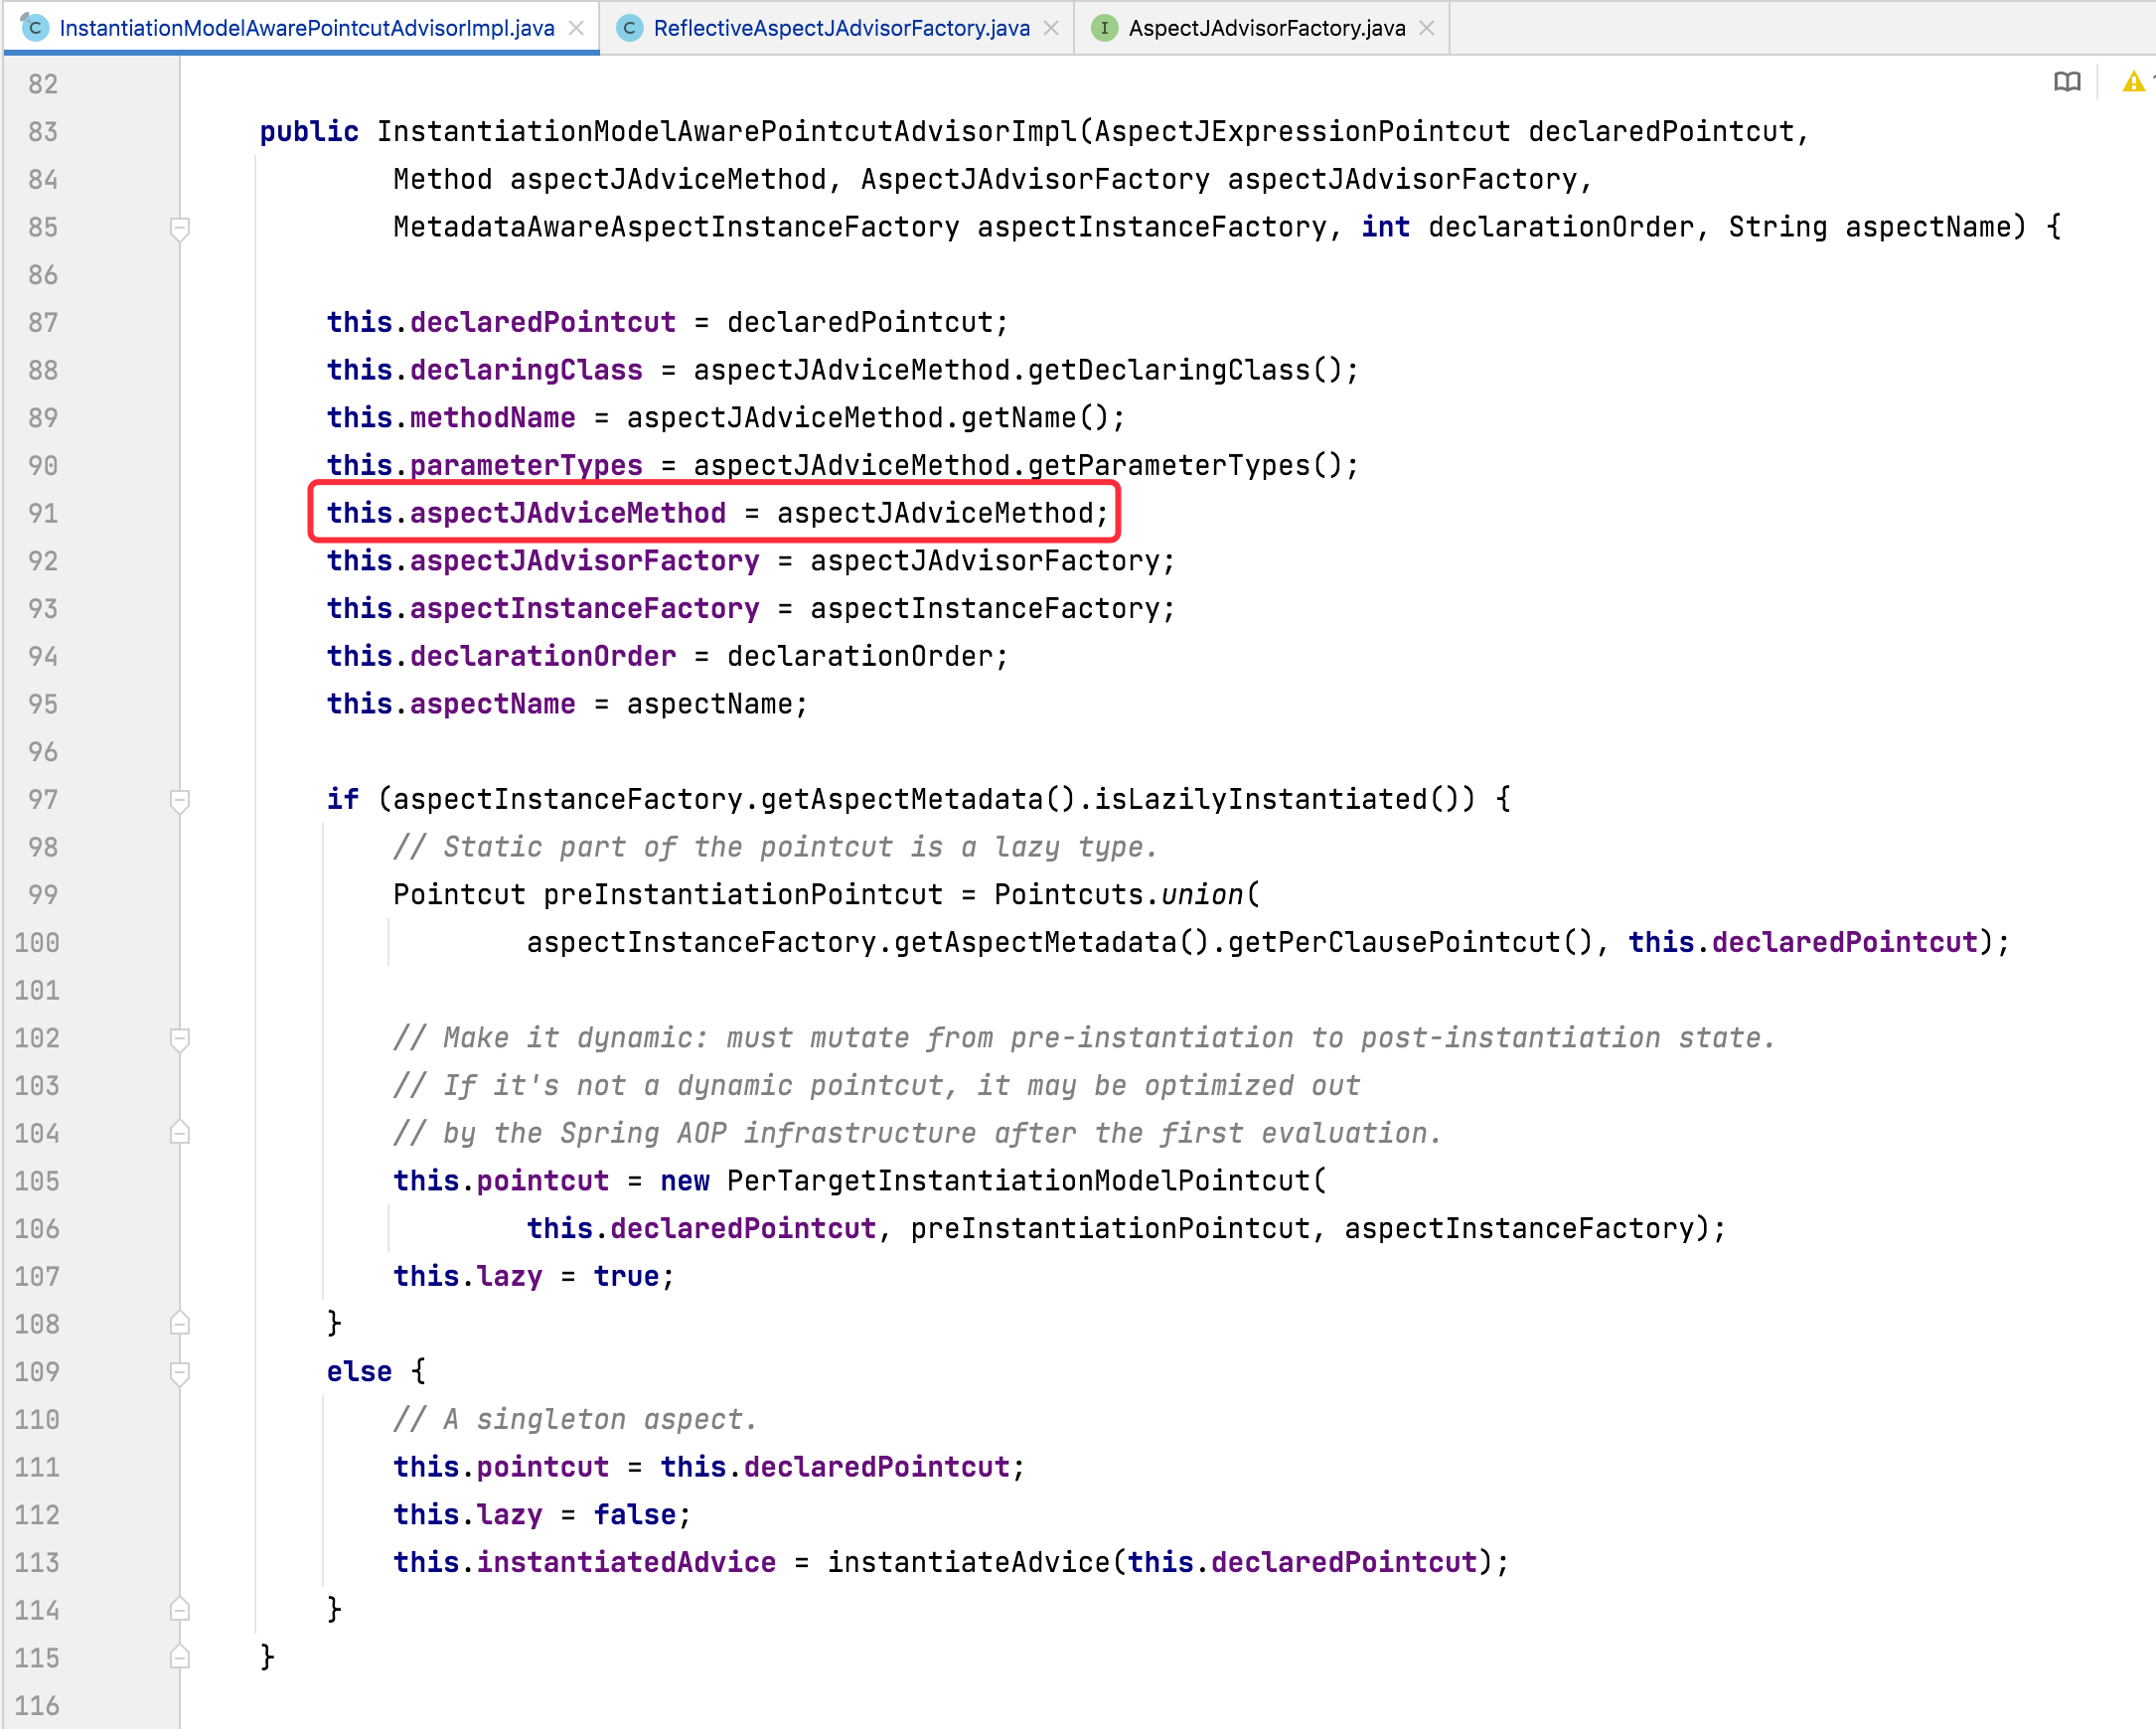 InstantiationModelAwarePointcutAdvisorImpl.java ReflectiveAspectJAdvisorFactory.java AspectJAdvisorFactory.java
82
83 public InstantiationModelAwarePointcutAdvisorImpl(AspectJExpressionPointcut declaredPointcut,
84 Method aspectJAdviceMethod, AspectJAdvisorFactory aspectJAdvisorFactory,
85 MetadataAwareAspectInstanceFactory aspectInstanceFactory, int declarationOrder, String aspectName) {
86
87 this.declaredPointcut = declaredPointcut;
88 this.declaringClass = aspectJAdviceMethod.getDeclaringClass();
89 this.methodName = aspectJAdviceMethod.getName();
90 this.parameterTypes = aspectJAdviceMethod.getParameterTypes();
91 this.aspectJAdviceMethod = aspectJAdviceMethod;
92 this.aspectJAdvisorFactory = aspectJAdvisorFactory;
93 this.aspectInstanceFactory = aspectInstanceFactory;
94 this.declarationOrder = declarationOrder;
95 this.aspectName = aspectName;
96
97 if (aspectInstanceFactory.getAspectMetadata().isLazilyInstantiated()) {
98 // Static part of the pointcut is a lazy type.
99 Pointcut preInstantiationPointcut = Pointcuts.union(
100 aspectInstanceFactory.getAspectMetadata().getPerClausePointcut(), this.declaredPointcut);
101
102 // Make it dynamic: must mutate from pre-instantiation to post-instantiation state.
103 // If it's not a dynamic pointcut, it may be optimized out
104 // by the Spring AOP infrastructure after the first evaluation.
105 this.pointcut = new PerTargetInstantiationModelPointcut(
106 this.declaredPointcut, preInstantiationPointcut, aspectInstanceFactory);
107 this.lazy = true;
108 }
109 else {
110 // A singleton aspect.
111 this.pointcut = this.declaredPointcut;
112 this.lazy = false;
113 this.instantiatedAdvice = instantiateAdvice(this.declaredPointcut);
114 }
115 }
116